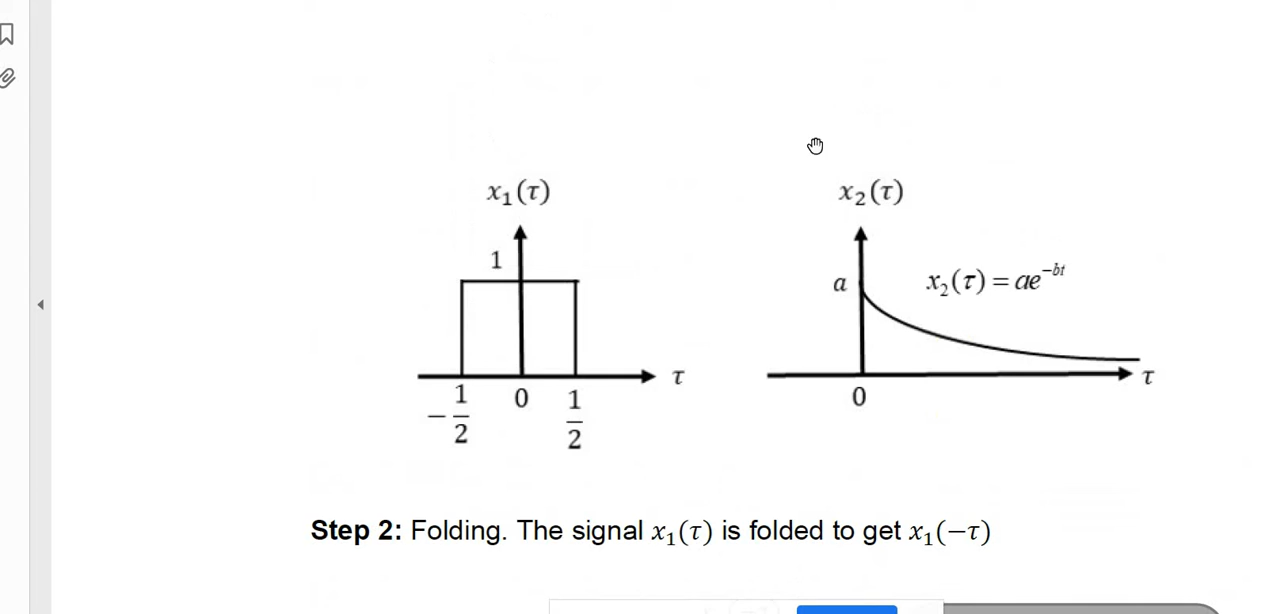 x₁(τ)
1
τ
−1/2
0
1/2
x₂(τ)
a
x₂(τ) = ae^{−bt}
τ
0
Step 2: Folding. The signal x₁(τ) is folded to get x₁(−τ)